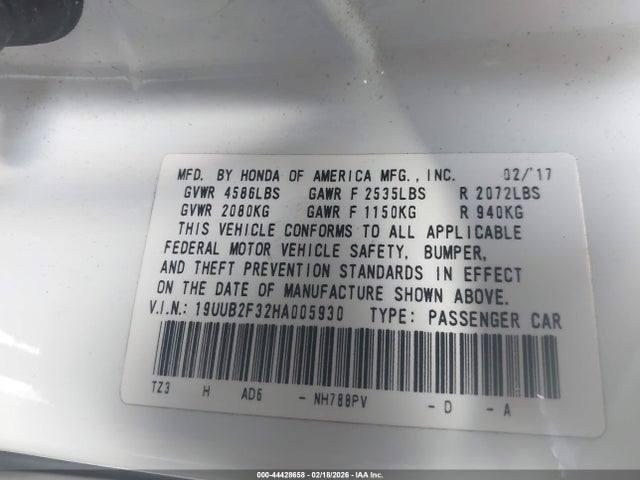 MFD. BY HONDA OF AMERICA MFG., INC. 02/'17
GVWR 4586LBS GAWR F 2535LBS R 2072LBS
GVWR 2080KG GAWR F 1150KG R 940KG
THIS VEHICLE CONFORMS TO ALL APPLICABLE
FEDERAL MOTOR VEHICLE SAFETY, BUMPER,
AND THEFT PREVENTION STANDARDS IN EFFECT
ON THE DATE OF MANUFACTURE SHOWN ABOVE.
V.I.N.: 19UUB2F32HA005930 TYPE: PASSENGER CAR
TZ3 H AD6 - NH788PV - D - A
000-44428658 - 02/18/2026 - IAA Inc.